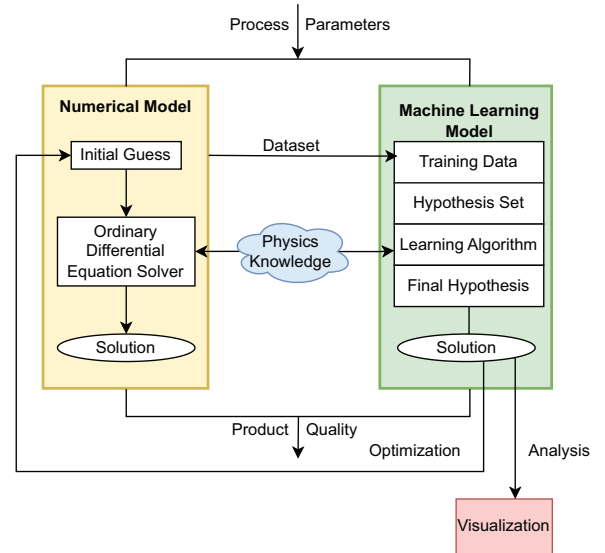 Process Parameters
Numerical Model
Machine Learning
Model
Initial Guess
Dataset
Training Data
Hypothesis Set
Ordinary
Differential
Equation Solver
Physics
Knowledge
Learning Algorithm
Final Hypothesis
Solution
Solution
Product Quality
Optimization
Analysis
Visualization